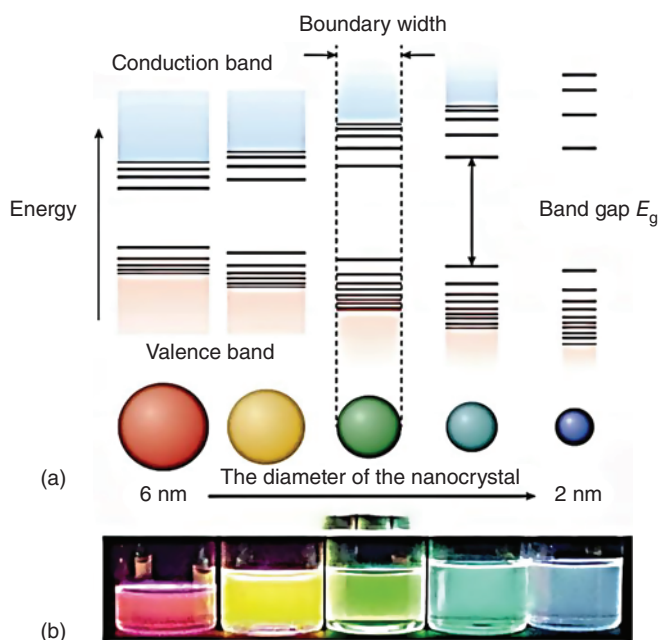 Boundary width
Conduction band
Energy
Band gap Eg
Valence band
(a)
The diameter of the nanocrystal
6 nm
2 nm
(b)